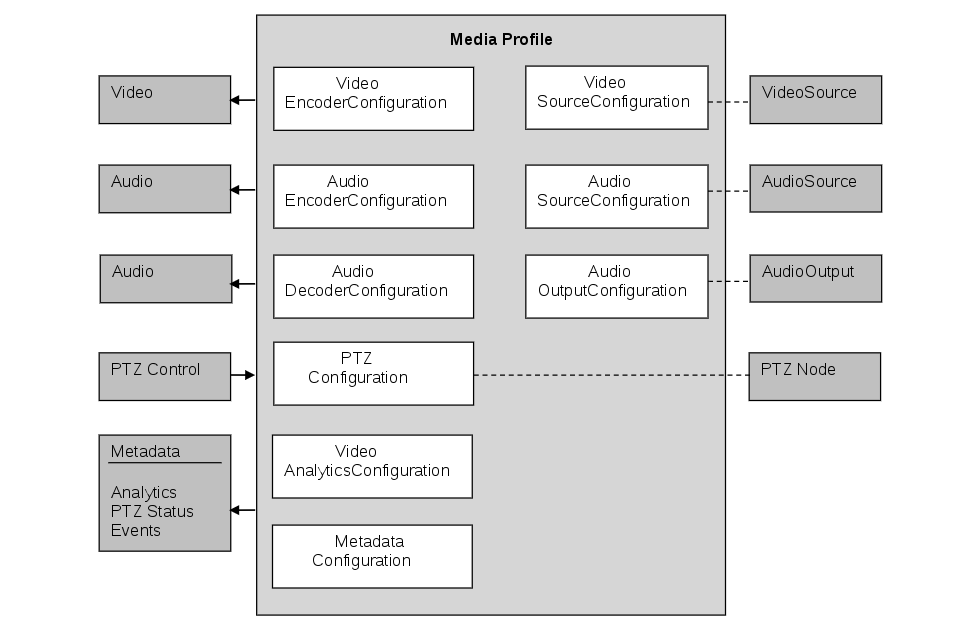 Media Profile
Video
Video
EncoderConfiguration
Video
SourceConfiguration
VideoSource
Audio
Audio
EncoderConfiguration
Audio
SourceConfiguration
AudioSource
Audio
Audio
DecoderConfiguration
Audio
OutputConfiguration
AudioOutput
PTZ Control
PTZ
Configuration
PTZ Node
Metadata
Analytics
PTZ Status
Events
Video
AnalyticsConfiguration
Metadata
Configuration